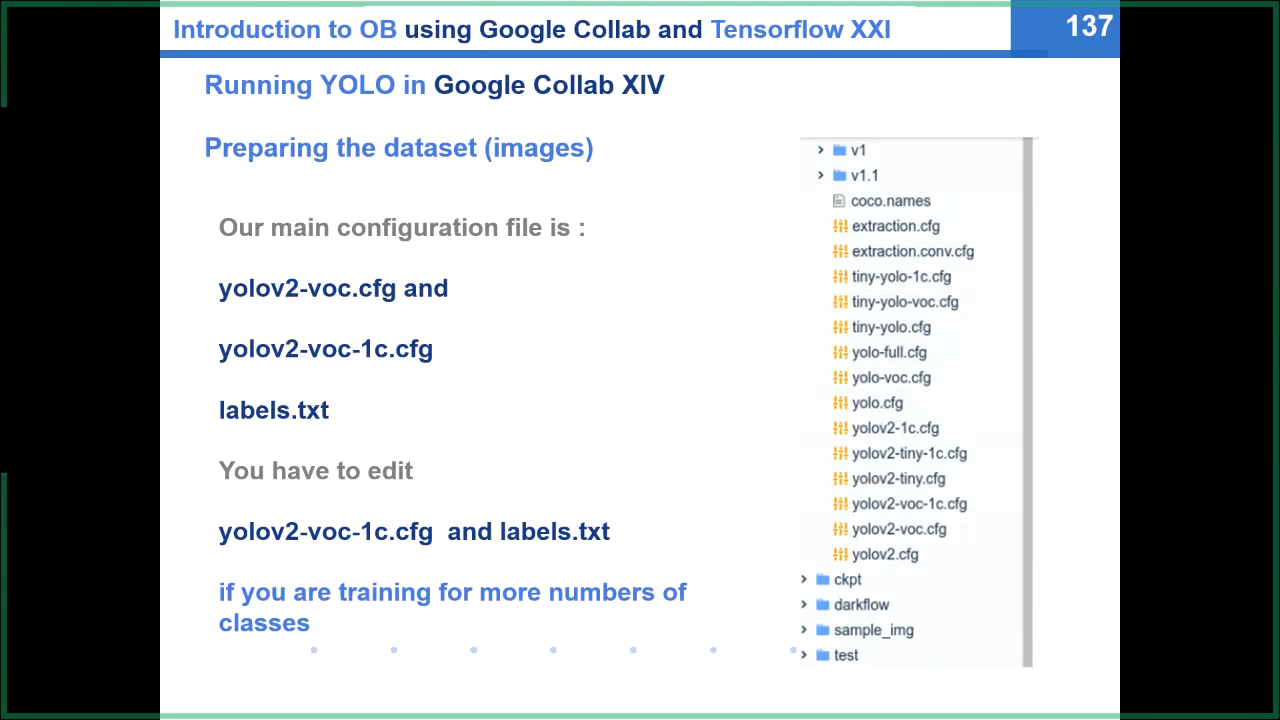 Introduction to OB using Google Collab and Tensorflow XXI
137
Running YOLO in Google Collab XIV
Preparing the dataset (images)
Our main configuration file is :
yolov2-voc.cfg and
yolov2-voc-1c.cfg
labels.txt
You have to edit
yolov2-voc-1c.cfg and labels.txt
if you are training for more numbers of
classes
v1
v1.1
coco.names
extraction.cfg
extraction.conv.cfg
tiny-yolo-1c.cfg
tiny-yolo-voc.cfg
tiny-yolo.cfg
yolo-full.cfg
yolo-voc.cfg
yolo.cfg
yolov2-1c.cfg
yolov2-tiny-1c.cfg
yolov2-tiny.cfg
yolov2-voc-1c.cfg
yolov2-voc.cfg
yolov2.cfg
ckpt
darkflow
sample_img
test